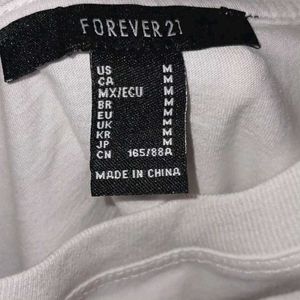 FOREVER 21
US M
CA M
MX/ECU M
BR M
EU M
UK M
KR M
JP M
CN 165/88A
MADE IN CHINA